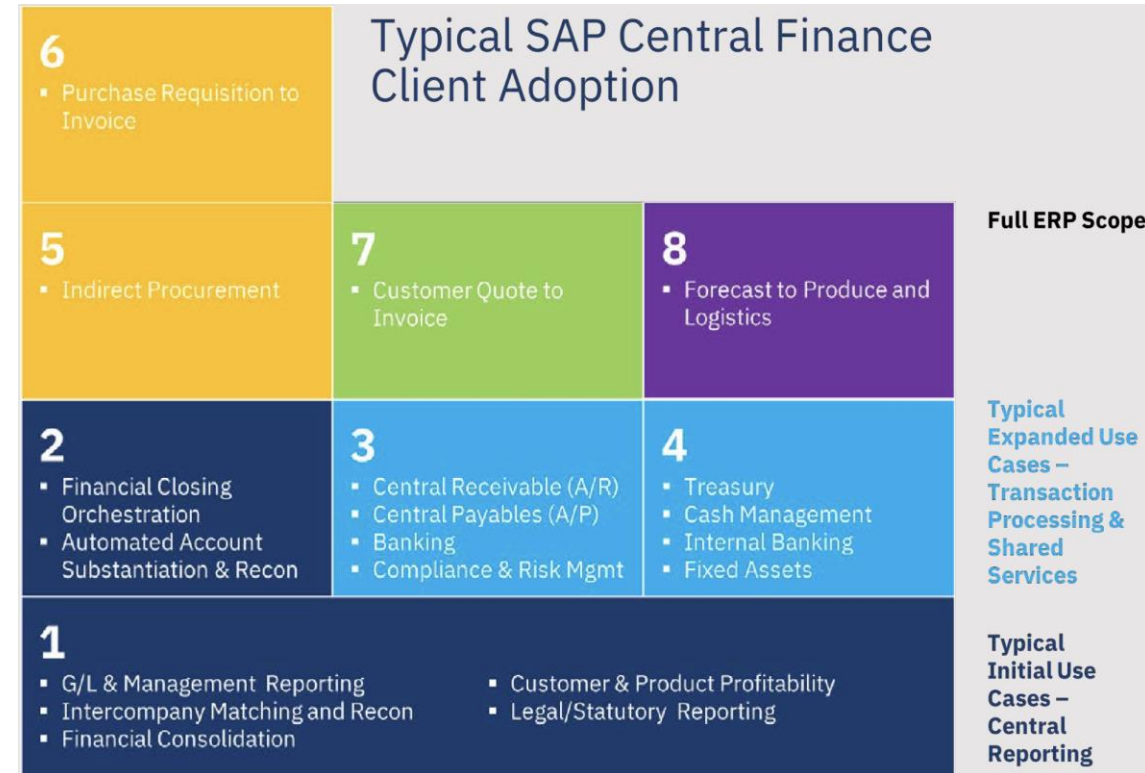 Typical SAP Central Finance
Client Adoption
6
▪ Purchase Requisition to
Invoice
5
▪ Indirect Procurement
7
▪ Customer Quote to
Invoice
8
▪ Forecast to Produce and
Logistics
Full ERP Scope
2
▪ Financial Closing
Orchestration
▪ Automated Account
Substantiation & Recon
3
▪ Central Receivable (A/R)
▪ Central Payables (A/P)
▪ Banking
▪ Compliance & Risk Mgmt
4
▪ Treasury
▪ Cash Management
▪ Internal Banking
▪ Fixed Assets
Typical
Expanded Use
Cases –
Transaction
Processing &
Shared
Services
1
▪ G/L & Management Reporting
▪ Intercompany Matching and Recon
▪ Financial Consolidation
▪ Customer & Product Profitability
▪ Legal/Statutory Reporting
Typical
Initial Use
Cases –
Central
Reporting